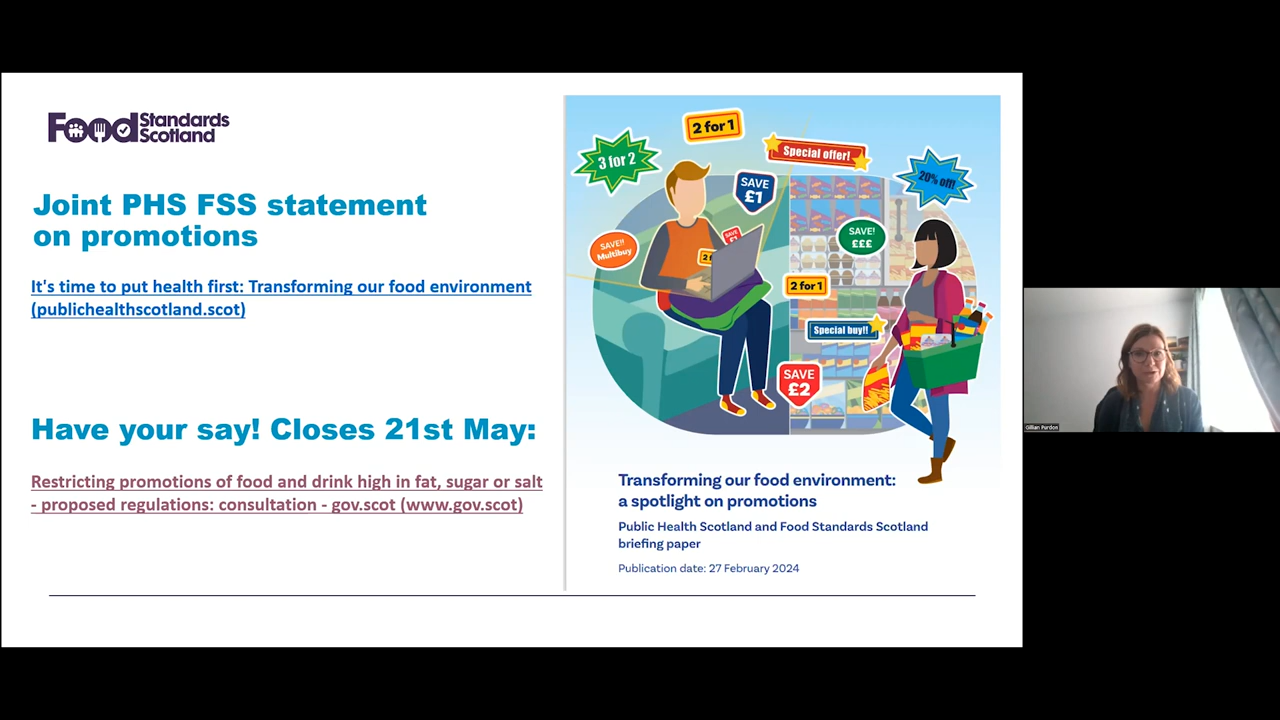 Food Standards
Scotland
Joint PHS FSS statement
on promotions
It's time to put health first: Transforming our food environment
(publichealthscotland.scot)
Have your say! Closes 21st May:
Restricting promotions of food and drink high in fat, sugar or salt
- proposed regulations: consultation - gov.scot (www.gov.scot)
2 for 1
3 for 2
Special offer!
20% off!
SAVE
£1
SAVE!!
Multibuy
SAVE
SAVE!
£££
2 for 1
Special buy!!
SAVE
£2
Transforming our food environment:
a spotlight on promotions
Public Health Scotland and Food Standards Scotland
briefing paper
Publication date: 27 February 2024
Gillian Purdon